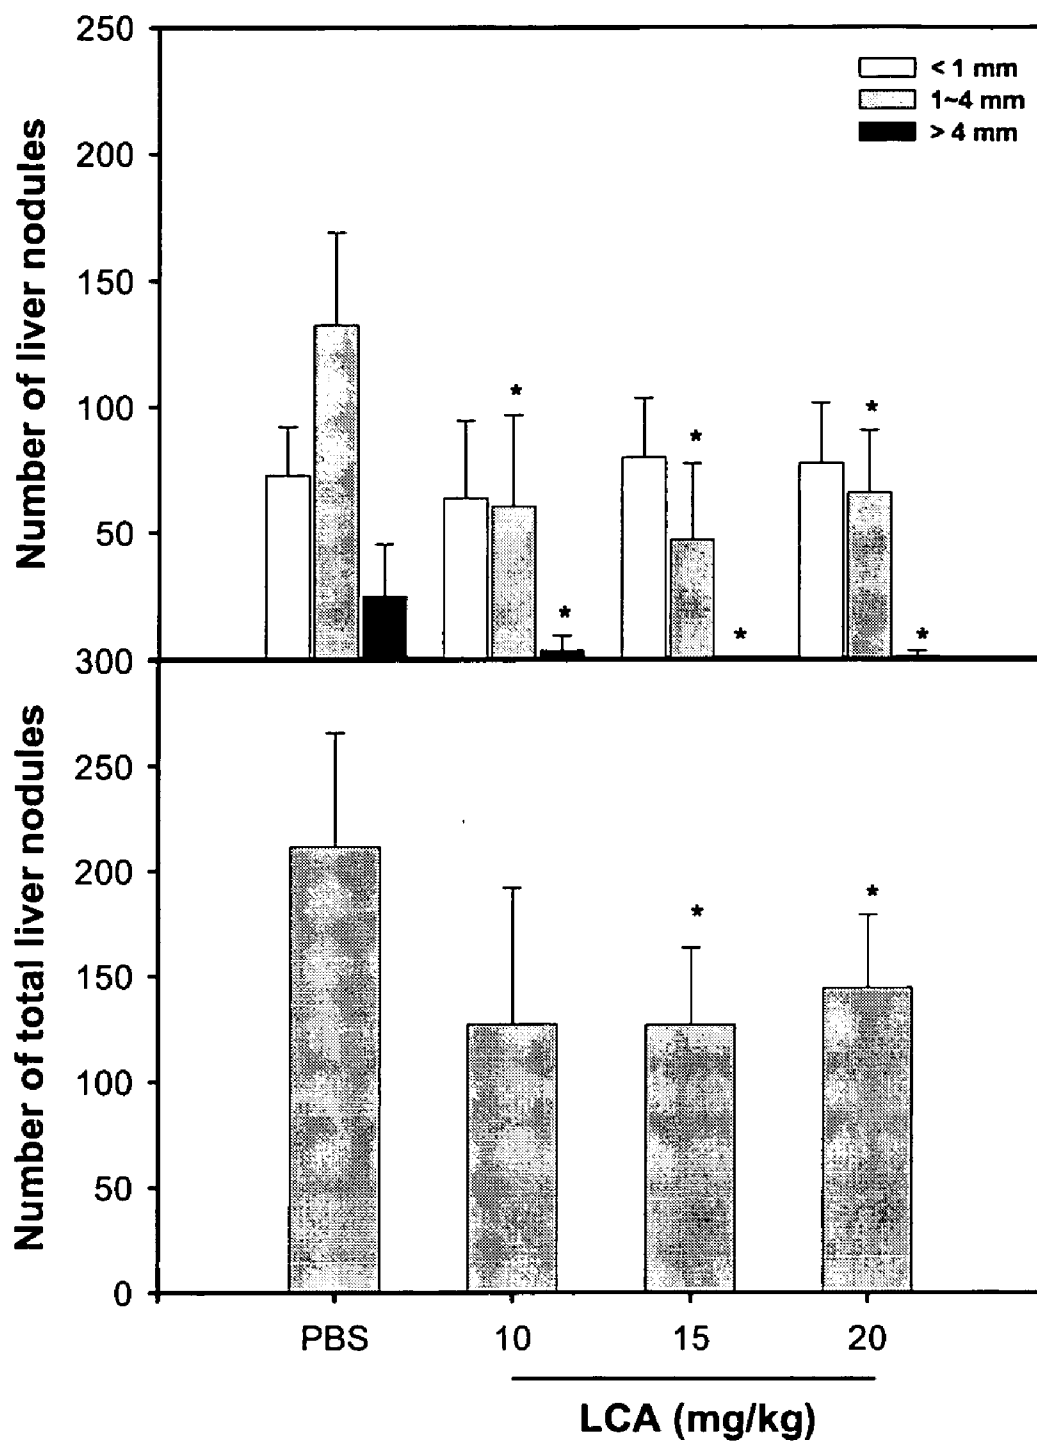 250
200
150
100
50
Number of liver nodules
< 1 mm
1~4 mm
> 4 mm
*
*
*
*
*
*
300
250
200
150
100
50
0
Number of total liver nodules
*
*
PBS 10 15 20
LCA (mg/kg)